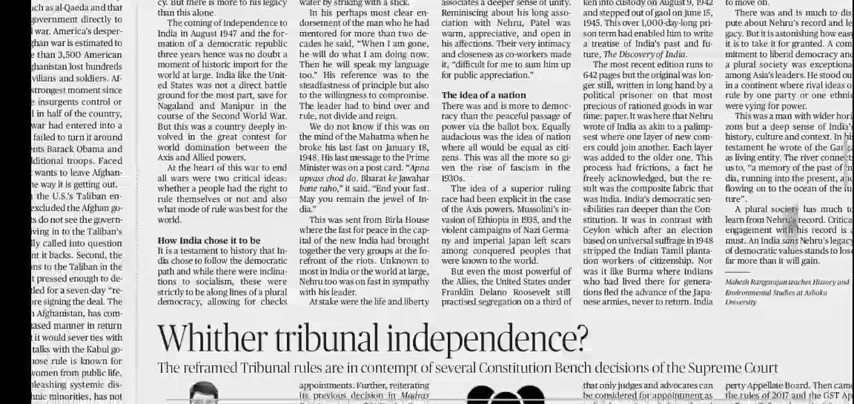 such as al-Qaeda and that
government directly to
war. America's desper-
ghan war is estimated to
e than 3,500 American
ghanistan lost hundreds
vilians and soldiers. Af-
strongest moment since
e insurgents control or
l in half of the country,
war had entered into a
failed to turn it around
nts Barack Obama and
dditional troops. Faced
wants to leave Afghan-
he way it is getting out.
the U.S.'s Taliban en-
excluded the Afghan go-
ts do not see the govern-
ving in to the Taliban's
lly called into question
nt it backs. Second, the
ns to the Taliban in the
t pressed enough to de-
tled for a seven-day "re-
ore signing the deal. The
n Afghanistan, has com-
ased manner in return
t it would sever ties with
talks with the Kabul go-
hose rule is known for
women from public life,
nleashing systemic dis-
hnic minorities, has not
cy. But there is more to his legacy
than this alone.
The coming of Independence to
India in August 1947 and the for-
mation of a democratic republic
three years hence was no doubt a
moment of historic import for the
world at large. India like the Unit-
ed States was not a direct battle
ground for the most part, save for
Nagaland and Manipur in the
course of the Second World War.
But this was a country deeply in-
volved in the great contest for
world domination between the
Axis and Allied powers.
At the heart of this war to end
all wars were two critical ideas:
whether a people had the right to
rule themselves or not and also
what mode of rule was best for the
world.
How India chose it to be
It is a testament to history that In-
dia chose to follow the democratic
path and while there were inclina-
tions to socialism, these were
strictly to be along lines of a plural
democracy, allowing for checks
water by striking with a stick.
In his perhaps most clear en-
dorsement of the man who he had
mentored for more than two de-
cades he said, "When I am gone,
he will do what I am doing now.
Then he will speak my language
too." His reference was to the
steadfastness of principle but also
to the willingness to compromise.
The leader had to bind over and
rule, not divide and reign.
We do not know if this was on
the mind of the Mahatma when he
broke his last fast on January 18,
1948. His last message to the Prime
Minister was on a post card. "Apna
upvaas chod do. Bharat ke Jawahar
bane raho," it said. "End your fast.
May you remain the jewel of In-
dia."
This was sent from Birla House
where the fast for peace in the capi-
tal of the new India had brought
together the very groups at the fo-
refront of the riots. Unknown to
most in India or the world at large,
Nehru too was on fast in sympathy
with his leader.
At stake were the life and liberty
associates a deeper sense of unity.
Reminiscing about his long asso-
ciation with Nehru, Patel was
warm, appreciative, and open in
his affections. Their very intimacy
and closeness as co-workers made
it, "difficult for me to sum him up
for public appreciation."
The idea of a nation
There was and is more to democ-
racy than the peaceful passage of
power via the ballot box. Equally
audacious was the idea of nation
where all would be equal as citi-
zens. This was all the more so gi-
ven the rise of fascism in the
1930s.
The idea of a superior ruling
race had been explicit in the case
of the Axis powers. Mussolini's in-
vasion of Ethiopia in 1935, and the
violent campaigns of Nazi Germa-
ny and imperial Japan left scars
among conquered peoples that
were known to the world.
But even the most powerful of
the Allies, the United States under
Franklin Delano Roosevelt still
practised segregation on a third of
ken into custody on August 9, 1942
and stepped out of gaol on June 15,
1945. This over 1,000-day-long pri-
son term had enabled him to write
a treatise of India's past and fu-
ture, The Discovery of India.
The most recent edition runs to
642 pages but the original was lon-
ger still, written in long hand by a
political prisoner on that most
precious of rationed goods in war
time: paper. It was here that Nehru
wrote of India as akin to a palimp-
sest where one layer of new com-
ers could join another. Each layer
was added to the older one. This
process had frictions, a fact he
freely acknowledged, but the re-
sult was the composite fabric that
was India. India's democratic sen-
sibilities ran deeper than the Con-
stitution. It was in contrast with
Ceylon which after an election
based on universal suffrage in 1948
stripped the Indian Tamil planta-
tion workers of citizenship. Nor
was it like Burma where Indians
who had lived there for genera-
tions fled the advance of the Japa-
nese armies, never to return. India
to move on.
There was and is much to dis-
pute about Nehru's record and le-
gacy. But it is astonishing how easy
it is to take it for granted. A com-
mitment to liberal democracy and
a plural society was exceptional
among Asia's leaders. He stood out
in a continent where rival ideas of
rule by one party or one ethnic
were vying for power.
This was a man with wider hori-
zons but a deep sense of India's
history, culture and context. In his
testament he wrote of the Ganga
as living entity. The river connects
us to, "a memory of the past of In-
dia, running into the present, and
flowing on to the ocean of the fu-
ture".
A plural society has much to
learn from Nehru's record. Critical
engagement with his record is a
must. An India sans Nehru's legacy
of democratic values stands to lose
far more than it will gain.
Mahesh Rangarajan teaches History and
Environmental Studies at Ashoka
University
Whither tribunal independence?
The reframed Tribunal rules are in contempt of several Constitution Bench decisions of the Supreme Court
appointments. Further, reiterating
its previous decision in Madras
that only judges and advocates can
be considered for appointment as
perty Appellate Board. Then came
the rules of 2017 and the GST Ap